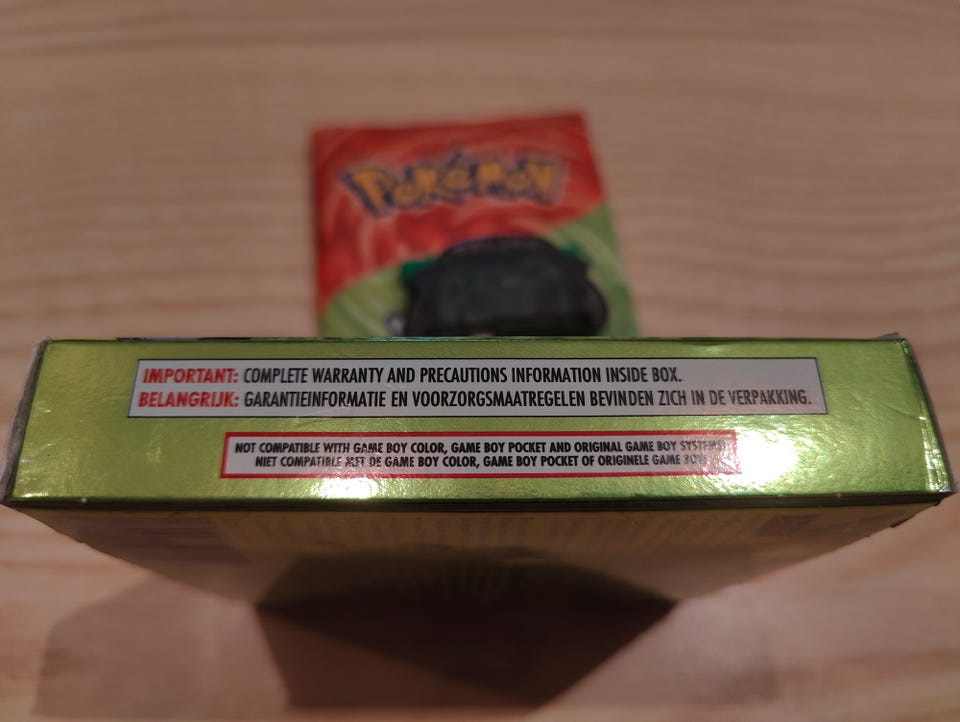 POKéMON
IMPORTANT: COMPLETE WARRANTY AND PRECAUTIONS INFORMATION INSIDE BOX.
BELANGRIJK: GARANTIEINFORMATIE EN VOORZORGSMAATREGELEN BEVINDEN ZICH IN DE VERPAKKING.
NOT COMPATIBLE WITH GAME BOY COLOR, GAME BOY POCKET AND ORIGINAL GAME BOY SYSTEMS.
NIET COMPATIBLE MET DE GAME BOY COLOR, GAME BOY POCKET OF ORIGINELE GAME BOY.